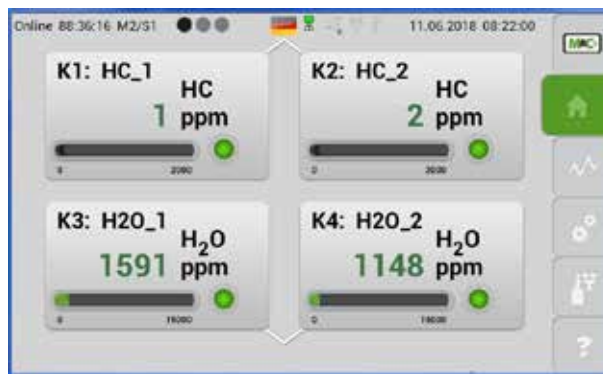 Online 88:36:16 M2/S1 11.06.2018 08:22:00
M&C
K1: HC_1
HC
1 ppm
0 2000
K2: HC_2
HC
2 ppm
0
K3: H2O_1
H₂O
1591 ppm
0
K4: H2O_2
H₂O
1148 ppm
0
?